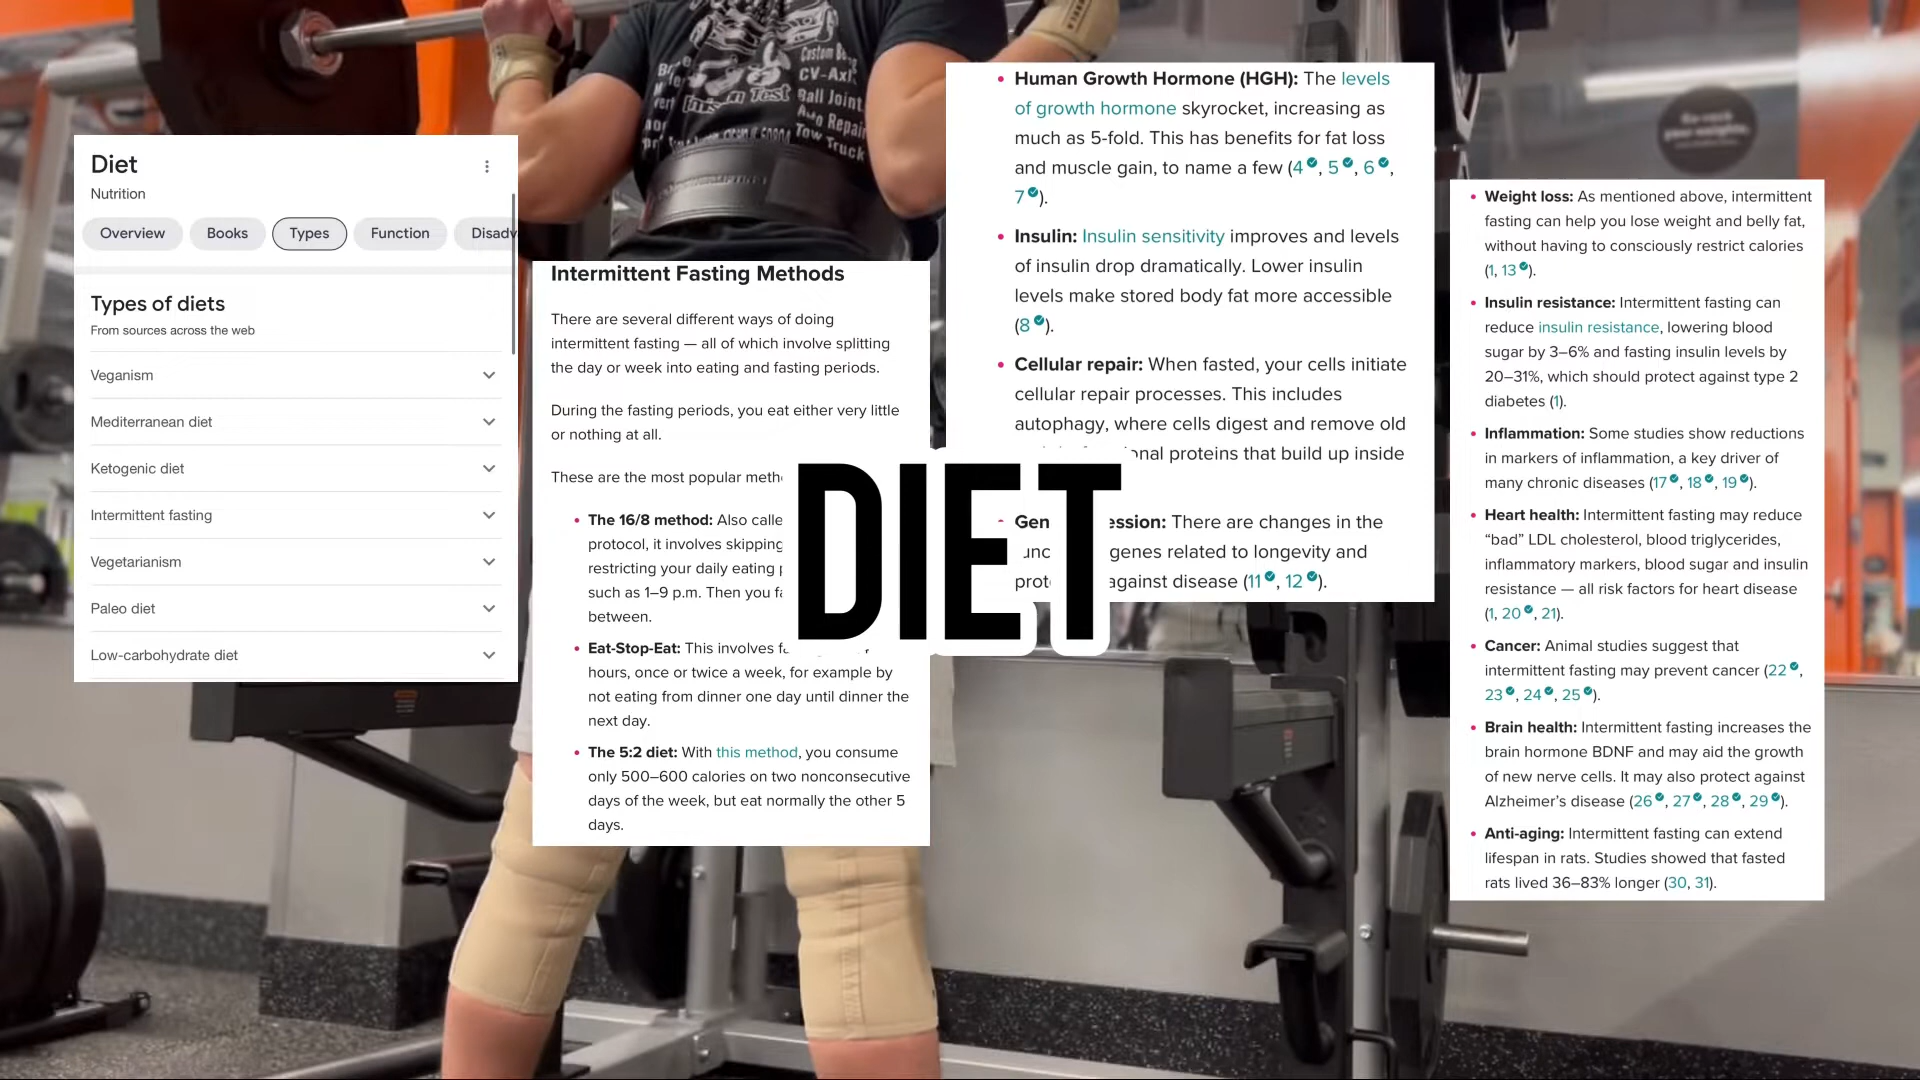 Diet
Nutrition
Overview
Books
Types
Function
Disadv
Types of diets
From sources across the web
Veganism
Mediterranean diet
Ketogenic diet
Intermittent fasting
Vegetarianism
Paleo diet
Low-carbohydrate diet
Intermittent Fasting Methods
There are several different ways of doing
intermittent fasting — all of which involve splitting
the day or week into eating and fasting periods.
During the fasting periods, you eat either very little
or nothing at all.
These are the most popular meth
• The 16/8 method: Also calle
protocol, it involves skipping
restricting your daily eating
such as 1–9 p.m. Then you fa
between.
• Eat-Stop-Eat: This involves
hours, once or twice a week, for example by
not eating from dinner one day until dinner the
next day.
• The 5:2 diet: With this method, you consume
only 500–600 calories on two nonconsecutive
days of the week, but eat normally the other 5
days.
DIET
• Human Growth Hormone (HGH): The levels
of growth hormone skyrocket, increasing as
much as 5-fold. This has benefits for fat loss
and muscle gain, to name a few (4, 5, 6,
7).
• Insulin: Insulin sensitivity improves and levels
of insulin drop dramatically. Lower insulin
levels make stored body fat more accessible
(8).
• Cellular repair: When fasted, your cells initiate
cellular repair processes. This includes
autophagy, where cells digest and remove old
onal proteins that build up inside
Gen ession: There are changes in the
unc genes related to longevity and
prote against disease (11, 12).
• Weight loss: As mentioned above, intermittent
fasting can help you lose weight and belly fat,
without having to consciously restrict calories
(1, 13).
• Insulin resistance: Intermittent fasting can
reduce insulin resistance, lowering blood
sugar by 3–6% and fasting insulin levels by
20–31%, which should protect against type 2
diabetes (1).
• Inflammation: Some studies show reductions
in markers of inflammation, a key driver of
many chronic diseases (17, 18, 19).
• Heart health: Intermittent fasting may reduce
“bad” LDL cholesterol, blood triglycerides,
inflammatory markers, blood sugar and insulin
resistance — all risk factors for heart disease
(1, 20, 21).
• Cancer: Animal studies suggest that
intermittent fasting may prevent cancer (22,
23, 24, 25).
• Brain health: Intermittent fasting increases the
brain hormone BDNF and may aid the growth
of new nerve cells. It may also protect against
Alzheimer’s disease (26, 27, 28, 29).
• Anti-aging: Intermittent fasting can extend
lifespan in rats. Studies showed that fasted
rats lived 36–83% longer (30, 31).
Custom
CV-Axl
Ball Joint
Repair
Tow Truck
Test